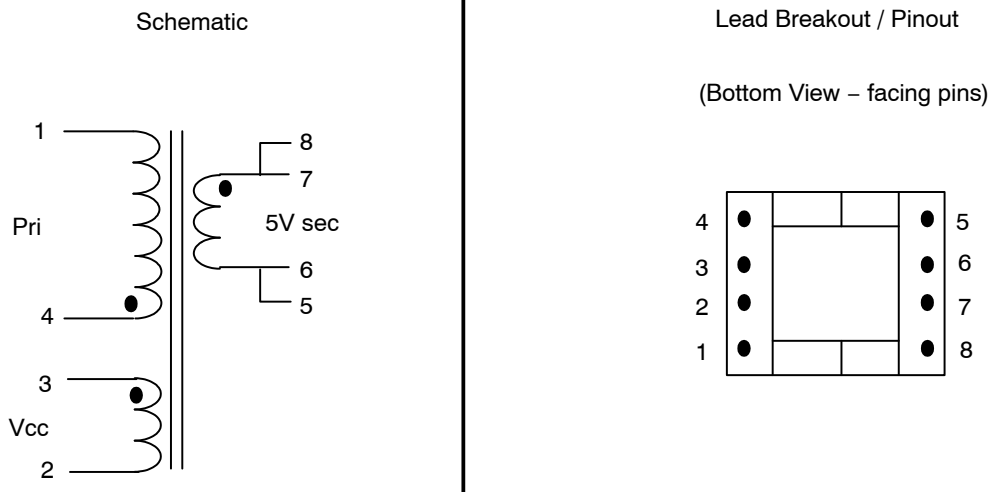 Schematic
1
Pri
4
3
Vcc
2
8
7
5V sec
6
5
Lead Breakout / Pinout
(Bottom View – facing pins)
4
3
2
1
5
6
7
8